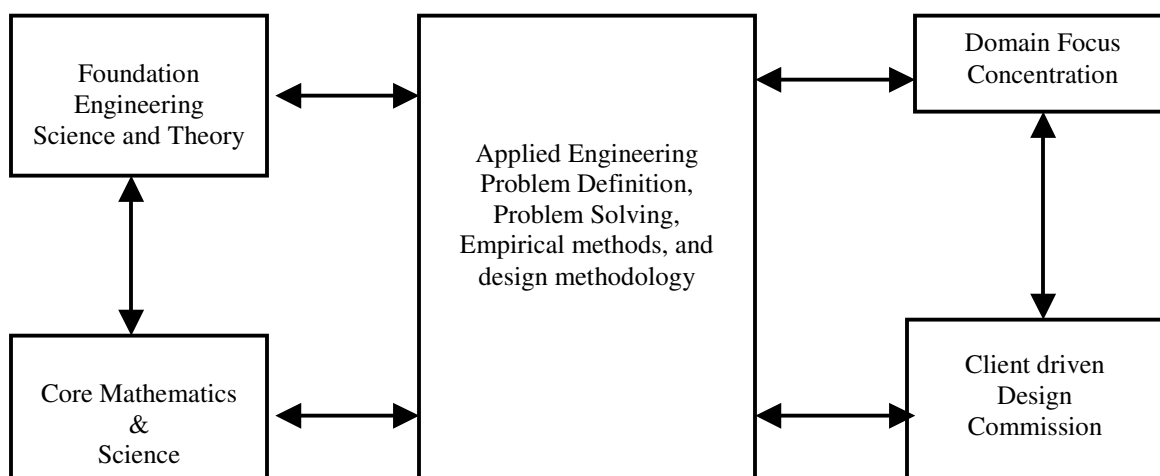 Foundation
Engineering
Science and Theory
Core Mathematics
&
Science
Applied Engineering
Problem Definition,
Problem Solving,
Empirical methods, and
design methodology
Domain Focus
Concentration
Client driven
Design
Commission